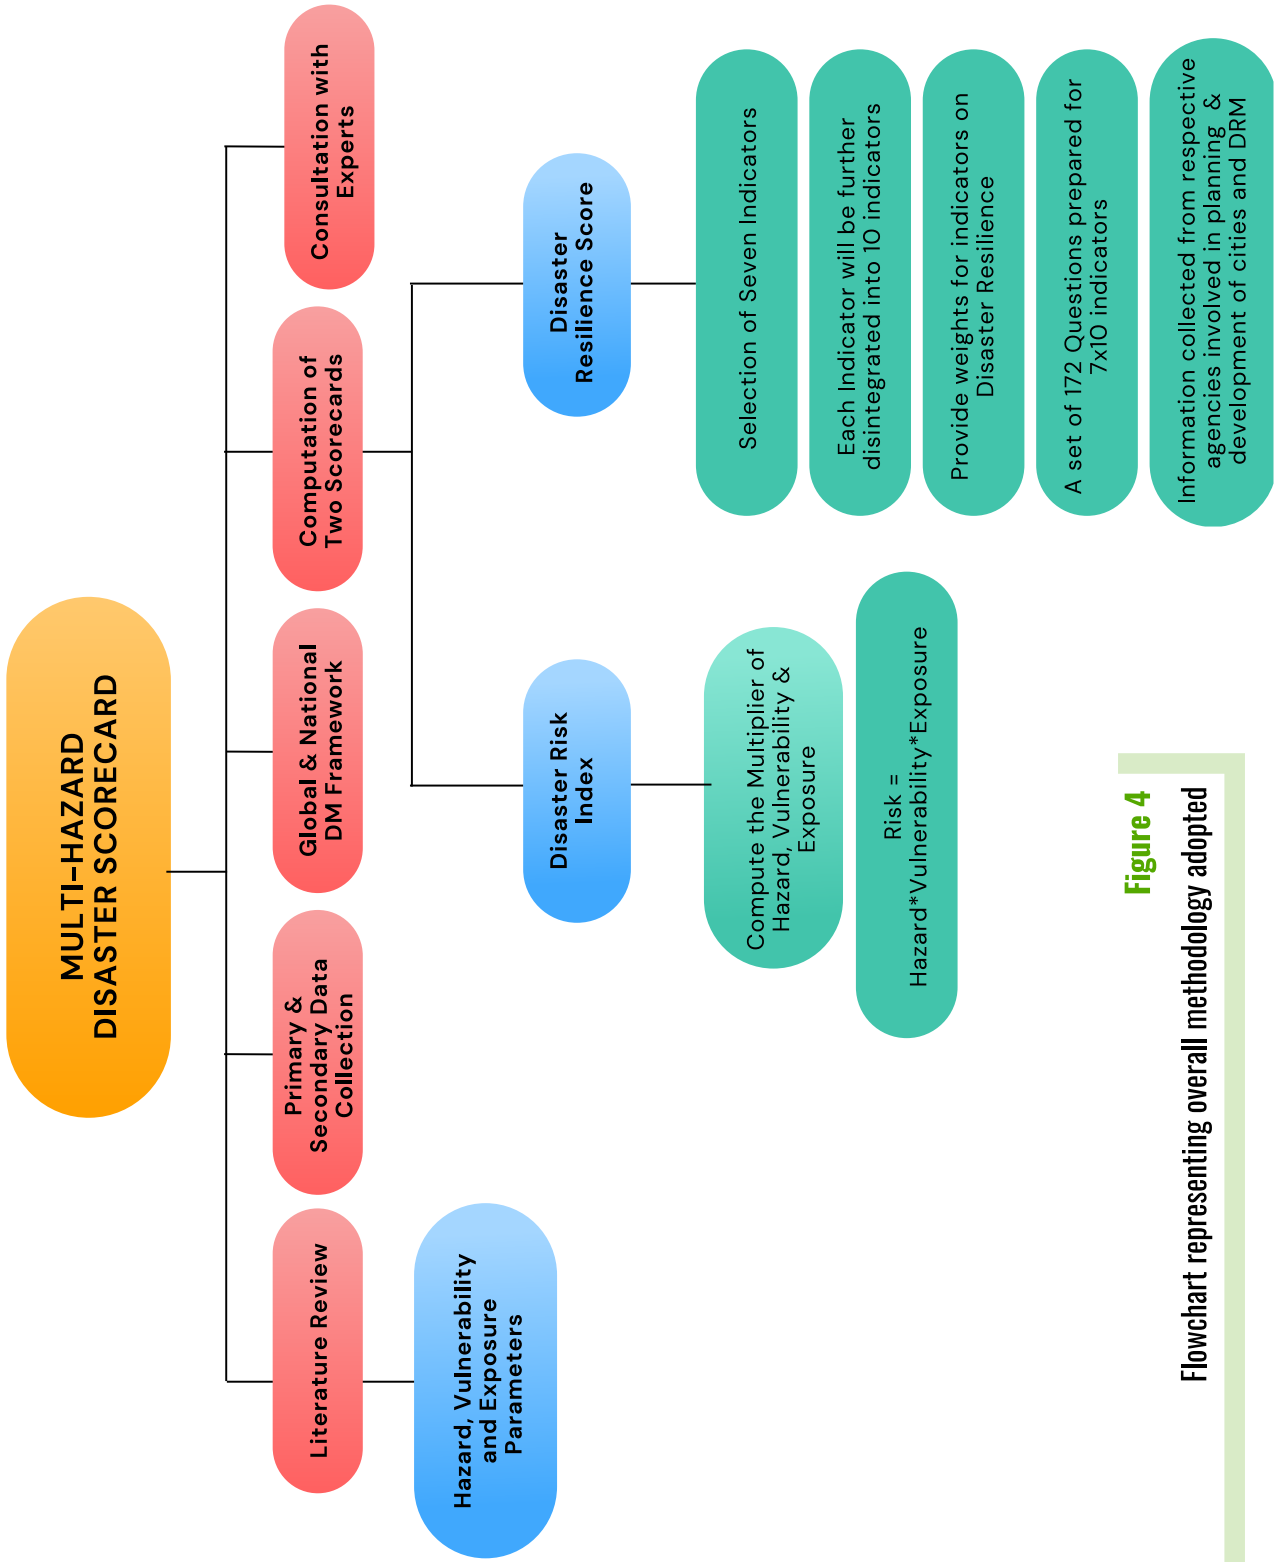 MULTI-HAZARD
DISASTER SCORECARD
Literature Review
Primary &
Secondary Data
Collection
Global & National
DM Framework
Computation of
Two Scorecards
Consultation with
Experts
Hazard, Vulnerability
and Exposure
Parameters
Disaster Risk
Index
Disaster
Resilience Score
Compute the Multiplier of
Hazard, Vulnerability &
Exposure
Risk =
Hazard*Vulnerability*Exposure
Selection of Seven Indicators
Each Indicator will be further
disintegrated into 10 indicators
Provide weights for indicators on
Disaster Resilience
A set of 172 Questions prepared for
7x10 indicators
Information collected from respective
agencies involved in planning &
development of cities and DRM
Figure 4
Flowchart representing overall methodology adopted